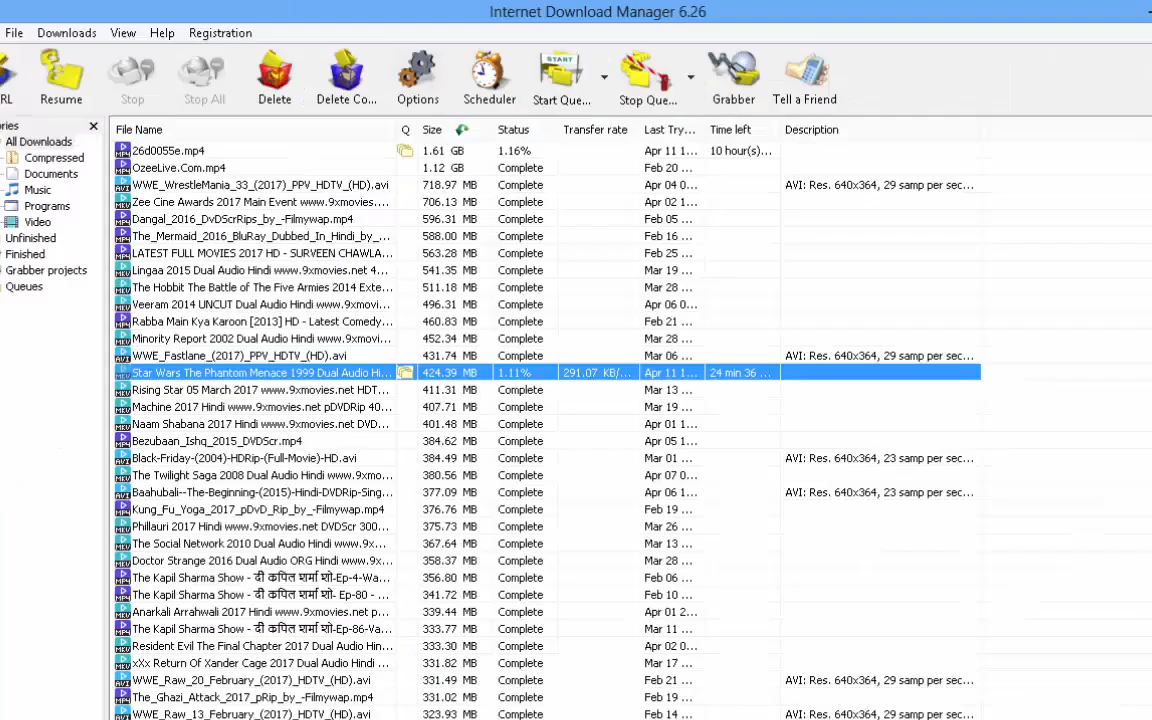 Internet Download Manager 6.26
File Downloads View Help Registration
RL Resume Stop Stop All Delete Delete Co... Options Scheduler Start Que... Stop Que... Grabber Tell a Friend
ries
All Downloads
Compressed
Documents
Music
Programs
Video
Unfinished
Finished
Grabber projects
Queues
File Name Q Size Status Transfer rate Last Try... Time left Description
26d0055e.mp4 1.61 GB 1.16% Apr 11 1... 10 hour(s)...
OzeeLive.Com.mp4 1.12 GB Complete Feb 20 ...
WWE_WrestleMania_33_(2017)_PPV_HDTV_(HD).avi 718.97 MB Complete Apr 04 0... AVI: Res. 640x364, 29 samp per sec...
Zee Cine Awards 2017 Main Event www.9xmovies.... 706.13 MB Complete Apr 02 1...
Dangal_2016_DvDScrRips_by_-Filmywap.mp4 596.31 MB Complete Feb 05 ...
The_Mermaid_2016_BluRay_Dubbed_In_Hindi_by_... 588.00 MB Complete Feb 16 ...
LATEST FULL MOVIES 2017 HD - SURVEEN CHAWLA... 563.28 MB Complete Feb 25 ...
Lingaa 2015 Dual Audio Hindi www.9xmovies.net 4... 541.35 MB Complete Mar 19 ...
The Hobbit The Battle of The Five Armies 2014 Exte... 511.18 MB Complete Mar 28 ...
Veeram 2014 UNCUT Dual Audio Hindi www.9xmovi... 496.31 MB Complete Apr 06 0...
Rabba Main Kya Karoon [2013] HD - Latest Comedy... 460.83 MB Complete Feb 21 ...
Minority Report 2002 Dual Audio Hindi www.9xmovi... 452.34 MB Complete Mar 28 ...
WWE_Fastlane_(2017)_PPV_HDTV_(HD).avi 431.74 MB Complete Mar 06 ... AVI: Res. 640x364, 29 samp per sec...
Star Wars The Phantom Menace 1999 Dual Audio Hi... 424.39 MB 1.11% 291.07 KB/... Apr 11 1... 24 min 36 ...
Rising Star 05 March 2017 www.9xmovies.net HDT... 411.31 MB Complete Mar 13 ...
Machine 2017 Hindi www.9xmovies.net pDVDRip 40... 407.71 MB Complete Mar 19 ...
Naam Shabana 2017 Hindi www.9xmovies.net DVD... 401.48 MB Complete Apr 01 1...
Bezubaan_Ishq_2015_DVDScr.mp4 384.62 MB Complete Apr 05 1...
Black-Friday-(2004)-HDRip-(Full-Movie)-HD.avi 384.49 MB Complete Mar 01 ... AVI: Res. 640x364, 23 samp per sec...
The Twilight Saga 2008 Dual Audio Hindi www.9xmo... 380.56 MB Complete Apr 07 0...
Baahubali--The-Beginning-(2015)-Hindi-DVDRip-Sing... 377.09 MB Complete Apr 06 1... AVI: Res. 640x364, 23 samp per sec...
Kung_Fu_Yoga_2017_pDvD_Rip_by_-Filmywap.mp4 376.76 MB Complete Feb 19 ...
Phillauri 2017 Hindi www.9xmovies.net DVDScr 300... 375.73 MB Complete Mar 26 ...
The Social Network 2010 Dual Audio Hindi www.9x... 367.64 MB Complete Mar 13 ...
Doctor Strange 2016 Dual Audio ORG Hindi www.9x... 358.37 MB Complete Mar 28 ...
The Kapil Sharma Show - दी कपिल शर्मा शो-Ep-4-Wa... 356.80 MB Complete Feb 06 ...
The Kapil Sharma Show - दी कपिल शर्मा शो- Ep-80 - ... 341.72 MB Complete Feb 10 ...
Anarkali Arrahwali 2017 Hindi www.9xmovies.net p... 339.44 MB Complete Apr 01 2...
The Kapil Sharma Show - दी कपिल शर्मा शो-Ep-86-Va... 333.77 MB Complete Mar 11 ...
Resident Evil The Final Chapter 2017 Dual Audio Hin... 333.30 MB Complete Apr 02 0...
xXx Return Of Xander Cage 2017 Dual Audio Hindi ... 331.82 MB Complete Mar 17 ...
WWE_Raw_20_February_(2017)_HDTV_(HD).avi 331.49 MB Complete Feb 21 ... AVI: Res. 640x364, 29 samp per sec...
The_Ghazi_Attack_2017_pRip_by_-Filmywap.mp4 331.02 MB Complete Feb 19 ...
WWE_Raw_13_February_(2017)_HDTV_(HD).avi 323.93 MB Complete Feb 14 ... AVI: Res. 640x364, 29 samp per sec...